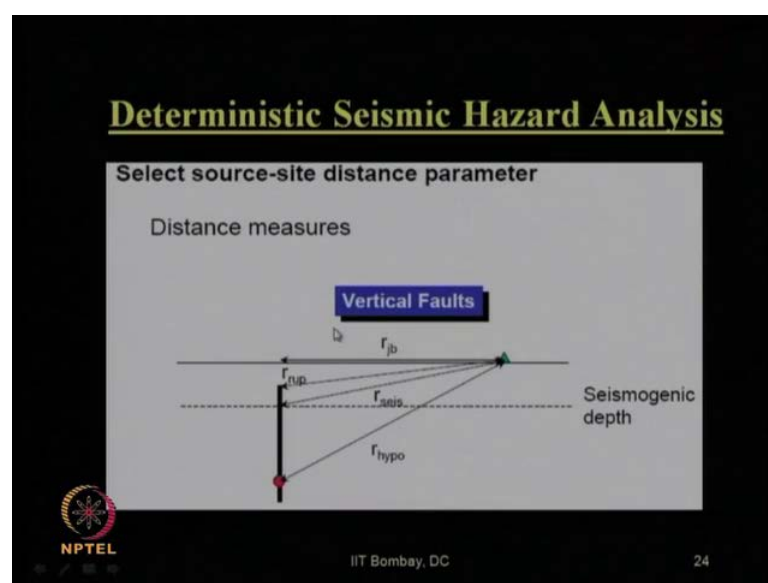 Deterministic Seismic Hazard Analysis
Select source-site distance parameter
Distance measures
Vertical Faults
r_jb
r_rup
r_seis
Seismogenic
depth
r_hypo
NPTEL
IIT Bombay, DC
24